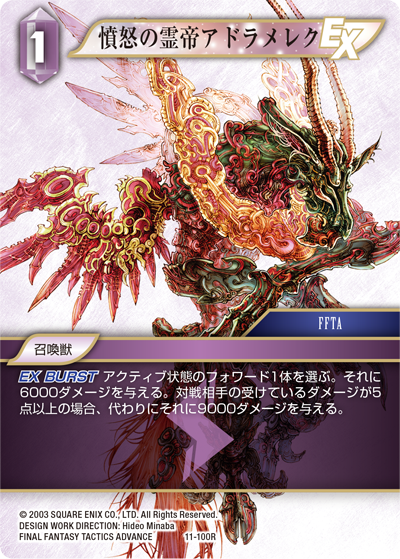 1
憤怒の霊帝アドラメレク
EX
FFTA
召喚獣
EX BURST アクティブ状態のフォワード1体を選ぶ。それに
6000ダメージを与える。対戦相手の受けているダメージが5
点以上の場合、代わりにそれに9000ダメージを与える。
© 2003 SQUARE ENIX CO., LTD. All Rights Reserved.
DESIGN WORK DIRECTION: Hideo Minaba
FINAL FANTASY TACTICS ADVANCE 11-100R